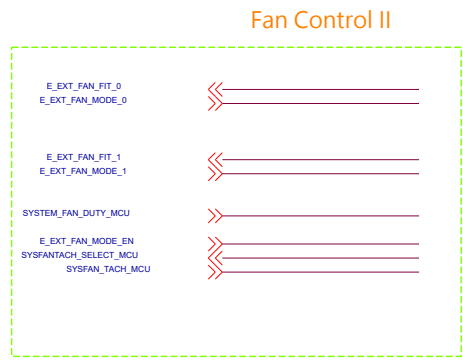 Fan Control II
E_EXT_FAN_FIT_0
E_EXT_FAN_MODE_0
E_EXT_FAN_FIT_1
E_EXT_FAN_MODE_1
SYSTEM_FAN_DUTY_MCU
E_EXT_FAN_MODE_EN
SYSFANTACH_SELECT_MCU
SYSFAN_TACH_MCU